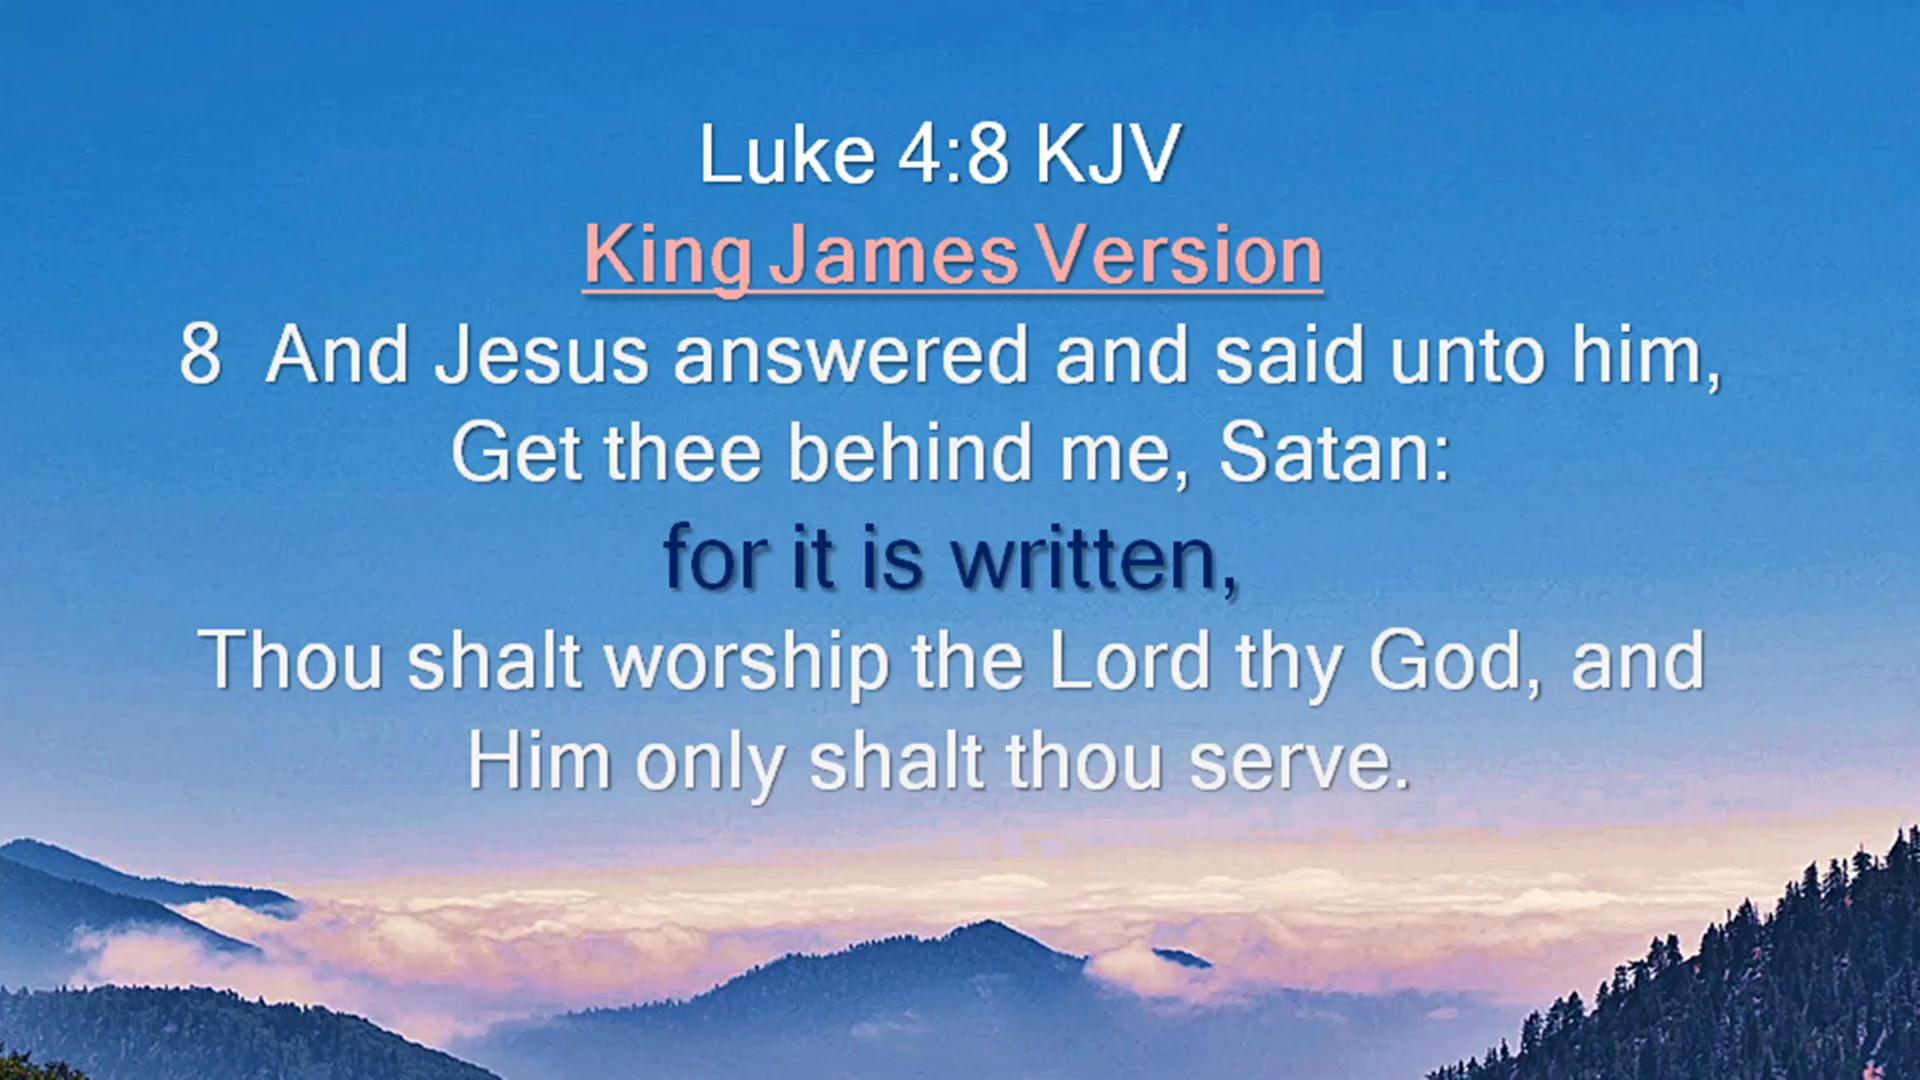 Luke 4:8 KJV
King James Version
8 And Jesus answered and said unto him,
Get thee behind me, Satan:
for it is written,
Thou shalt worship the Lord thy God, and
Him only shalt thou serve.